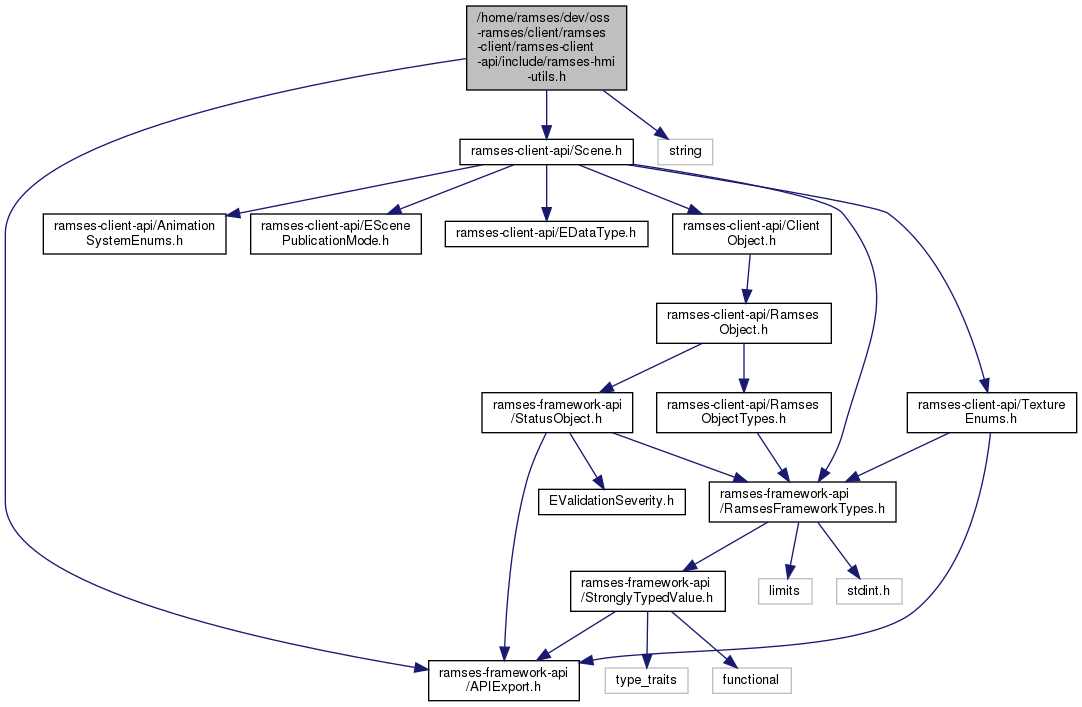 /home/ramses/dev/oss
-ramses/client/ramses
-client/ramses-client
-api/include/ramses-hmi
-utils.h
ramses-client-api/Scene.h
string
ramses-client-api/Animation
SystemEnums.h
ramses-client-api/EScene
PublicationMode.h
ramses-client-api/EDataType.h
ramses-client-api/Client
Object.h
ramses-client-api/Ramses
Object.h
ramses-framework-api
/StatusObject.h
ramses-client-api/Ramses
ObjectTypes.h
ramses-client-api/Texture
Enums.h
EValidationSeverity.h
ramses-framework-api
/RamsesFrameworkTypes.h
ramses-framework-api
/StronglyTypedValue.h
limits
stdint.h
ramses-framework-api
/APIExport.h
type_traits
functional